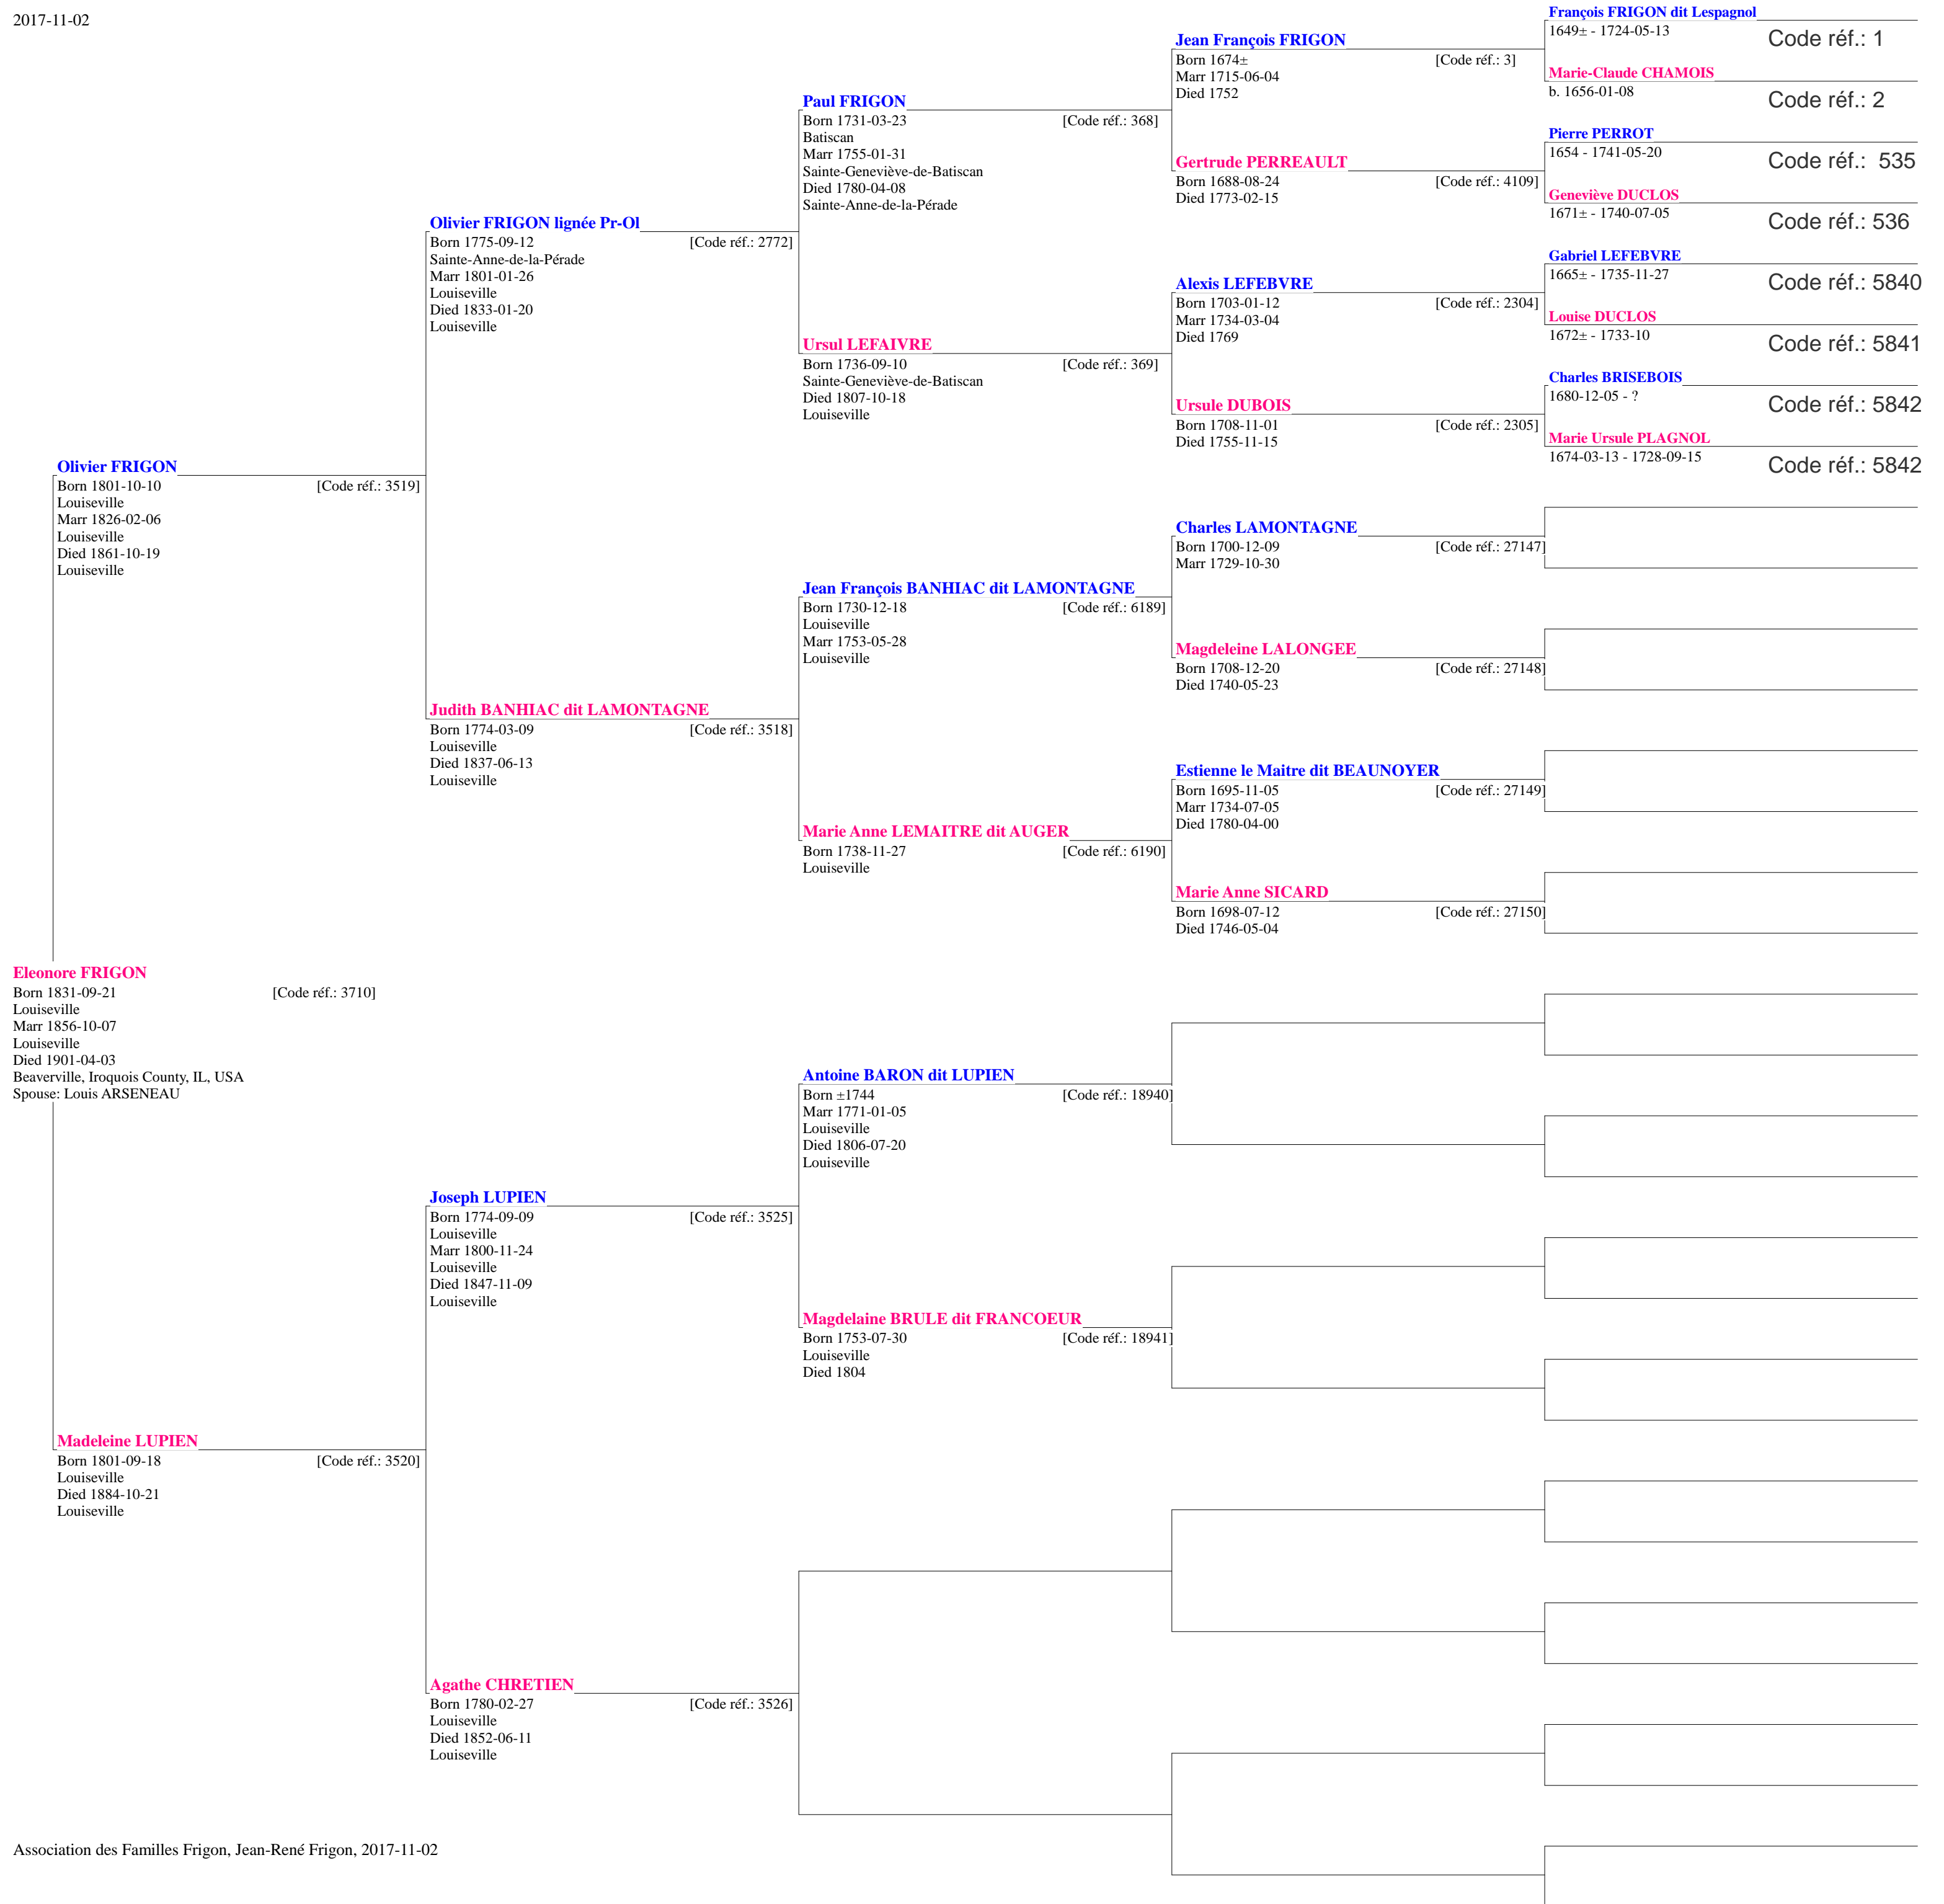 2017-11-02
François FRIGON dit Lespagnol
1649± - 1724-05-13
Code réf.: 1
Marie-Claude CHAMOIS
b. 1656-01-08
Code réf.: 2
Pierre PERROT
1654 - 1741-05-20
Code réf.: 535
Geneviève DUCLOS
1671± - 1740-07-05
Code réf.: 536
Gabriel LEFEBVRE
1665± - 1735-11-27
Code réf.: 5840
Louise DUCLOS
1672± - 1733-10
Code réf.: 5841
Charles BRISEBOIS
1680-12-05 - ?
Code réf.: 5842
Marie Ursule PLAGNOL
1674-03-13 - 1728-09-15
Code réf.: 5842
Jean François FRIGON
Born 1674± [Code réf.: 3]
Marr 1715-06-04
Died 1752
Gertrude PERREAULT
Born 1688-08-24 [Code réf.: 4109]
Died 1773-02-15
Alexis LEFEBVRE
Born 1703-01-12 [Code réf.: 2304]
Marr 1734-03-04
Died 1769
Ursule DUBOIS
Born 1708-11-01 [Code réf.: 2305]
Died 1755-11-15
Charles LAMONTAGNE
Born 1700-12-09 [Code réf.: 27147]
Marr 1729-10-30
Magdeleine LALONGEE
Born 1708-12-20 [Code réf.: 27148]
Died 1740-05-23
Estienne le Maitre dit BEAUNOYER
Born 1695-11-05 [Code réf.: 27149]
Marr 1734-07-05
Died 1780-04-00
Marie Anne SICARD
Born 1698-07-12 [Code réf.: 27150]
Died 1746-05-04
Paul FRIGON
Born 1731-03-23 [Code réf.: 368]
Batiscan
Marr 1755-01-31
Sainte-Geneviève-de-Batiscan
Died 1780-04-08
Sainte-Anne-de-la-Pérade
Ursul LEFAIVRE
Born 1736-09-10 [Code réf.: 369]
Sainte-Geneviève-de-Batiscan
Died 1807-10-18
Louiseville
Jean François BANHIAC dit LAMONTAGNE
Born 1730-12-18 [Code réf.: 6189]
Louiseville
Marr 1753-05-28
Louiseville
Marie Anne LEMAITRE dit AUGER
Born 1738-11-27 [Code réf.: 6190]
Louiseville
Antoine BARON dit LUPIEN
Born ±1744 [Code réf.: 18940]
Marr 1771-01-05
Louiseville
Died 1806-07-20
Louiseville
Magdelaine BRULE dit FRANCOEUR
Born 1753-07-30 [Code réf.: 18941]
Louiseville
Died 1804
Olivier FRIGON lignée Pr-Ol
Born 1775-09-12 [Code réf.: 2772]
Sainte-Anne-de-la-Pérade
Marr 1801-01-26
Louiseville
Died 1833-01-20
Louiseville
Judith BANHIAC dit LAMONTAGNE
Born 1774-03-09 [Code réf.: 3518]
Louiseville
Died 1837-06-13
Louiseville
Joseph LUPIEN
Born 1774-09-09 [Code réf.: 3525]
Louiseville
Marr 1800-11-24
Louiseville
Died 1847-11-09
Louiseville
Agathe CHRETIEN
Born 1780-02-27 [Code réf.: 3526]
Louiseville
Died 1852-06-11
Louiseville
Olivier FRIGON
Born 1801-10-10 [Code réf.: 3519]
Louiseville
Marr 1826-02-06
Louiseville
Died 1861-10-19
Louiseville
Madeleine LUPIEN
Born 1801-09-18 [Code réf.: 3520]
Louiseville
Died 1884-10-21
Louiseville
Eleonore FRIGON
Born 1831-09-21 [Code réf.: 3710]
Louiseville
Marr 1856-10-07
Louiseville
Died 1901-04-03
Beaverville, Iroquois County, IL, USA
Spouse: Louis ARSENEAU
Association des Familles Frigon, Jean-René Frigon, 2017-11-02